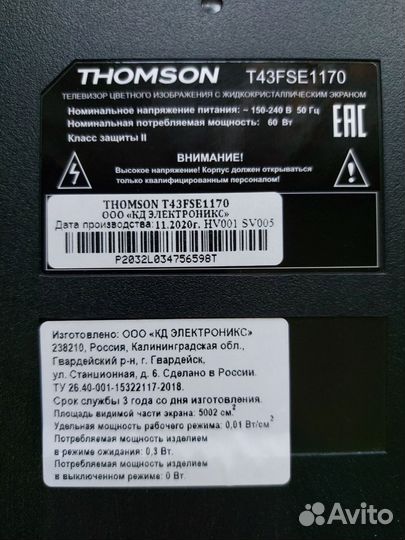 THOMSON T43FSE1170
ТЕЛЕВИЗОР ЦВЕТНОГО ИЗОБРАЖЕНИЯ С ЖИДКОКРИСТАЛЛИЧЕСКИМ ЭКРАНОМ
Номинальное напряжение питания: ~ 150-240 В 50 Гц
Номинальная потребляемая мощность: 60 Вт
Класс защиты II
EAC
ВНИМАНИЕ!
Высокое напряжение! Корпус должен открываться
только квалифицированным персоналом!
THOMSON T43FSE1170
ООО «КД ЭЛЕКТРОНИКС»
Дата производства: 11.2020г. HV001 SV005
P2032L034756598T
Изготовлено: ООО «КД ЭЛЕКТРОНИКС»
238210, Россия, Калининградская обл.,
Гвардейский р-н, г. Гвардейск,
ул. Станционная, д. 6. Сделано в России.
ТУ 26.40-001-15322117-2018.
Срок службы 3 года со дня изготовления.
Площадь видимой части экрана: 5002 см²
Удельная мощность рабочего режима: 0,01 Вт/см²
Потребляемая мощность изделием
в режиме ожидания: 0,3 Вт.
Потребляемая мощность изделием
в выключенном режиме: 0 Вт.
Avito